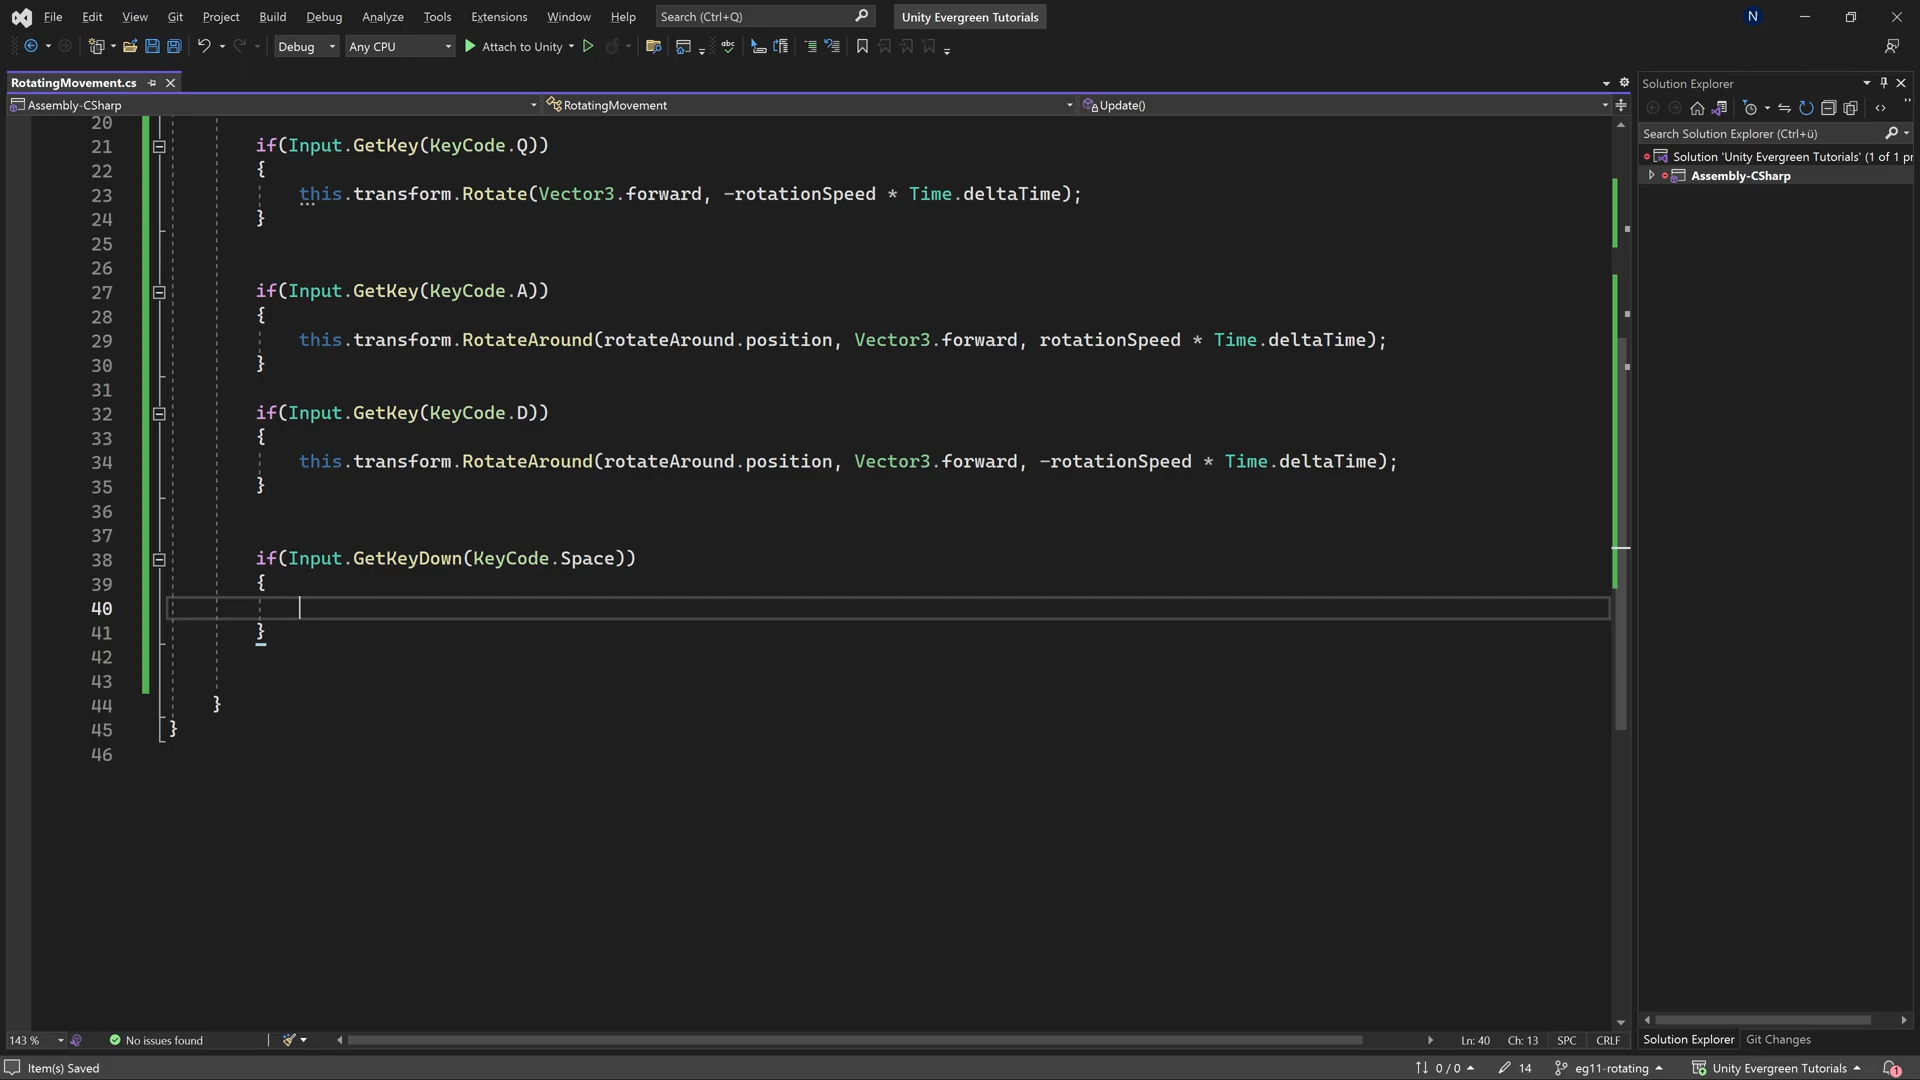 File Edit View Git Project Build Debug Analyze Tools Extensions Window Help Search (Ctrl+Q) Unity Evergreen Tutorials N
Debug Any CPU Attach to Unity
RotatingMovement.cs
Assembly-CSharp RotatingMovement Update()
20
21 if(Input.GetKey(KeyCode.Q))
22 {
23 this.transform.Rotate(Vector3.forward, -rotationSpeed * Time.deltaTime);
24 }
25
26
27 if(Input.GetKey(KeyCode.A))
28 {
29 this.transform.RotateAround(rotateAround.position, Vector3.forward, rotationSpeed * Time.deltaTime);
30 }
31
32 if(Input.GetKey(KeyCode.D))
33 {
34 this.transform.RotateAround(rotateAround.position, Vector3.forward, -rotationSpeed * Time.deltaTime);
35 }
36
37
38 if(Input.GetKeyDown(KeyCode.Space))
39 {
40
41 }
42
43
44 }
45 }
46
Solution Explorer
Search Solution Explorer (Ctrl+ü)
Solution 'Unity Evergreen Tutorials' (1 of 1 pr
Assembly-CSharp
143 % No issues found Ln: 40 Ch: 13 SPC CRLF
Solution Explorer Git Changes
Item(s) Saved 0 / 0 14 eg11-rotating Unity Evergreen Tutorials 1